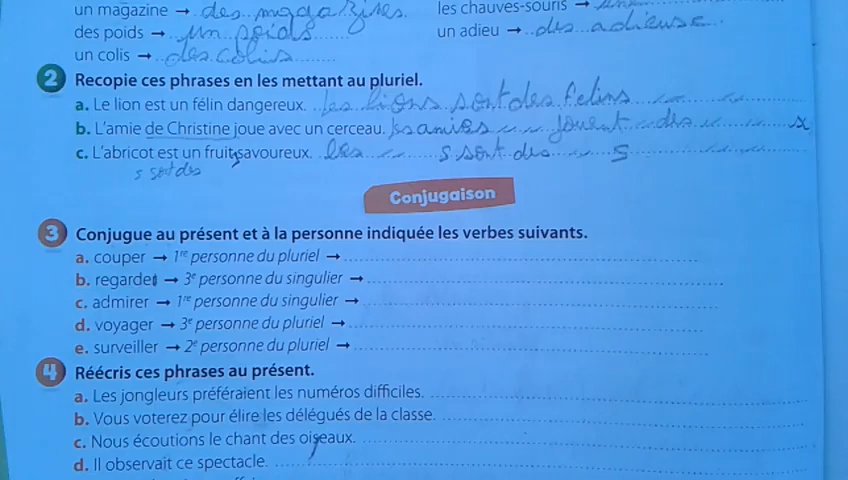 un magazine → des magazines
les chauves-souris →
des poids → un poids
un adieu → des adieuse
un colis → des colis
2 Recopie ces phrases en les mettant au pluriel.
a. Le lion est un félin dangereux. les lions sont des felins
b. L'amie de Christine joue avec un cerceau. les amies jouent des x
c. L'abricot est un fruit savoureux. les s sont des s
s sont des
Conjugaison
3 Conjugue au présent et à la personne indiquée les verbes suivants.
a. couper → 1re personne du pluriel →
b. regarder → 3e personne du singulier →
c. admirer → 1re personne du singulier →
d. voyager → 3e personne du pluriel →
e. surveiller → 2e personne du pluriel →
4 Réécris ces phrases au présent.
a. Les jongleurs préféraient les numéros difficiles.
b. Vous voterez pour élire les délégués de la classe.
c. Nous écoutions le chant des oiseaux.
d. Il observait ce spectacle.